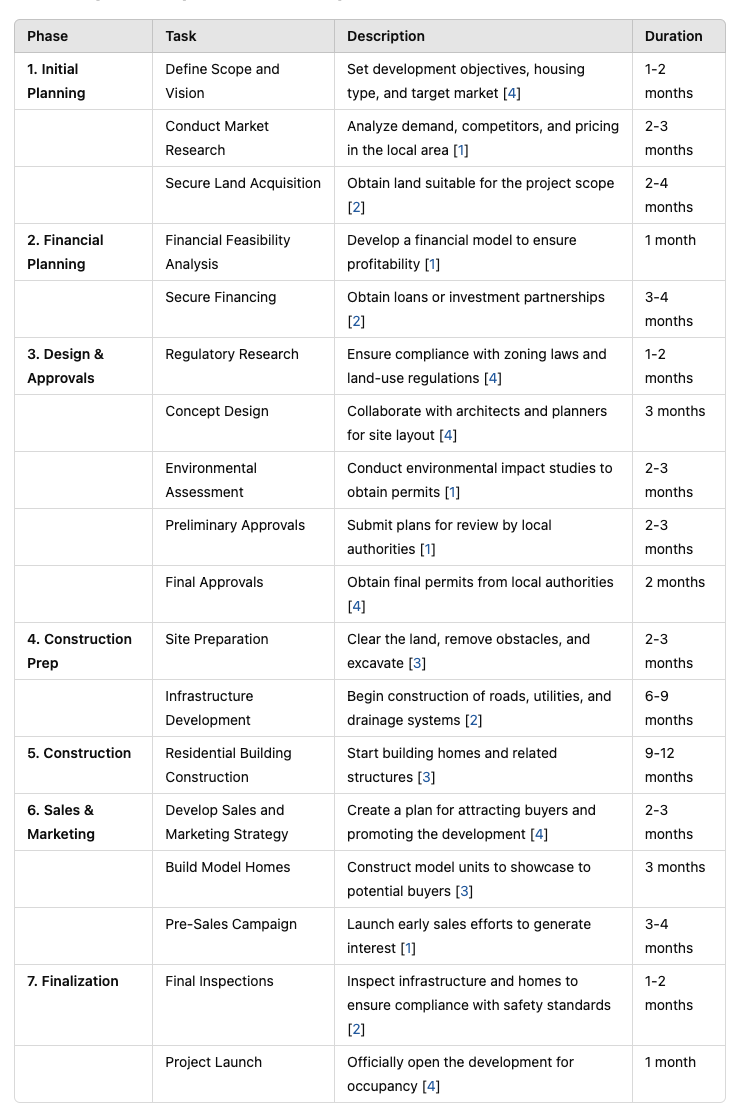 Phase Task Description Duration
1. Initial Planning Define Scope and Vision Set development objectives, housing type, and target market [4] 1-2 months
Conduct Market Research Analyze demand, competitors, and pricing in the local area [1] 2-3 months
Secure Land Acquisition Obtain land suitable for the project scope [2] 2-4 months
2. Financial Planning Financial Feasibility Analysis Develop a financial model to ensure profitability [1] 1 month
Secure Financing Obtain loans or investment partnerships [2] 3-4 months
3. Design & Approvals Regulatory Research Ensure compliance with zoning laws and land-use regulations [4] 1-2 months
Concept Design Collaborate with architects and planners for site layout [4] 3 months
Environmental Assessment Conduct environmental impact studies to obtain permits [1] 2-3 months
Preliminary Approvals Submit plans for review by local authorities [1] 2-3 months
Final Approvals Obtain final permits from local authorities [4] 2 months
4. Construction Prep Site Preparation Clear the land, remove obstacles, and excavate [3] 2-3 months
Infrastructure Development Begin construction of roads, utilities, and drainage systems [2] 6-9 months
5. Construction Residential Building Construction Start building homes and related structures [3] 9-12 months
6. Sales & Marketing Develop Sales and Marketing Strategy Create a plan for attracting buyers and promoting the development [4] 2-3 months
Build Model Homes Construct model units to showcase to potential buyers [3] 3 months
Pre-Sales Campaign Launch early sales efforts to generate interest [1] 3-4 months
7. Finalization Final Inspections Inspect infrastructure and homes to ensure compliance with safety standards [2] 1-2 months
Project Launch Officially open the development for occupancy [4] 1 month